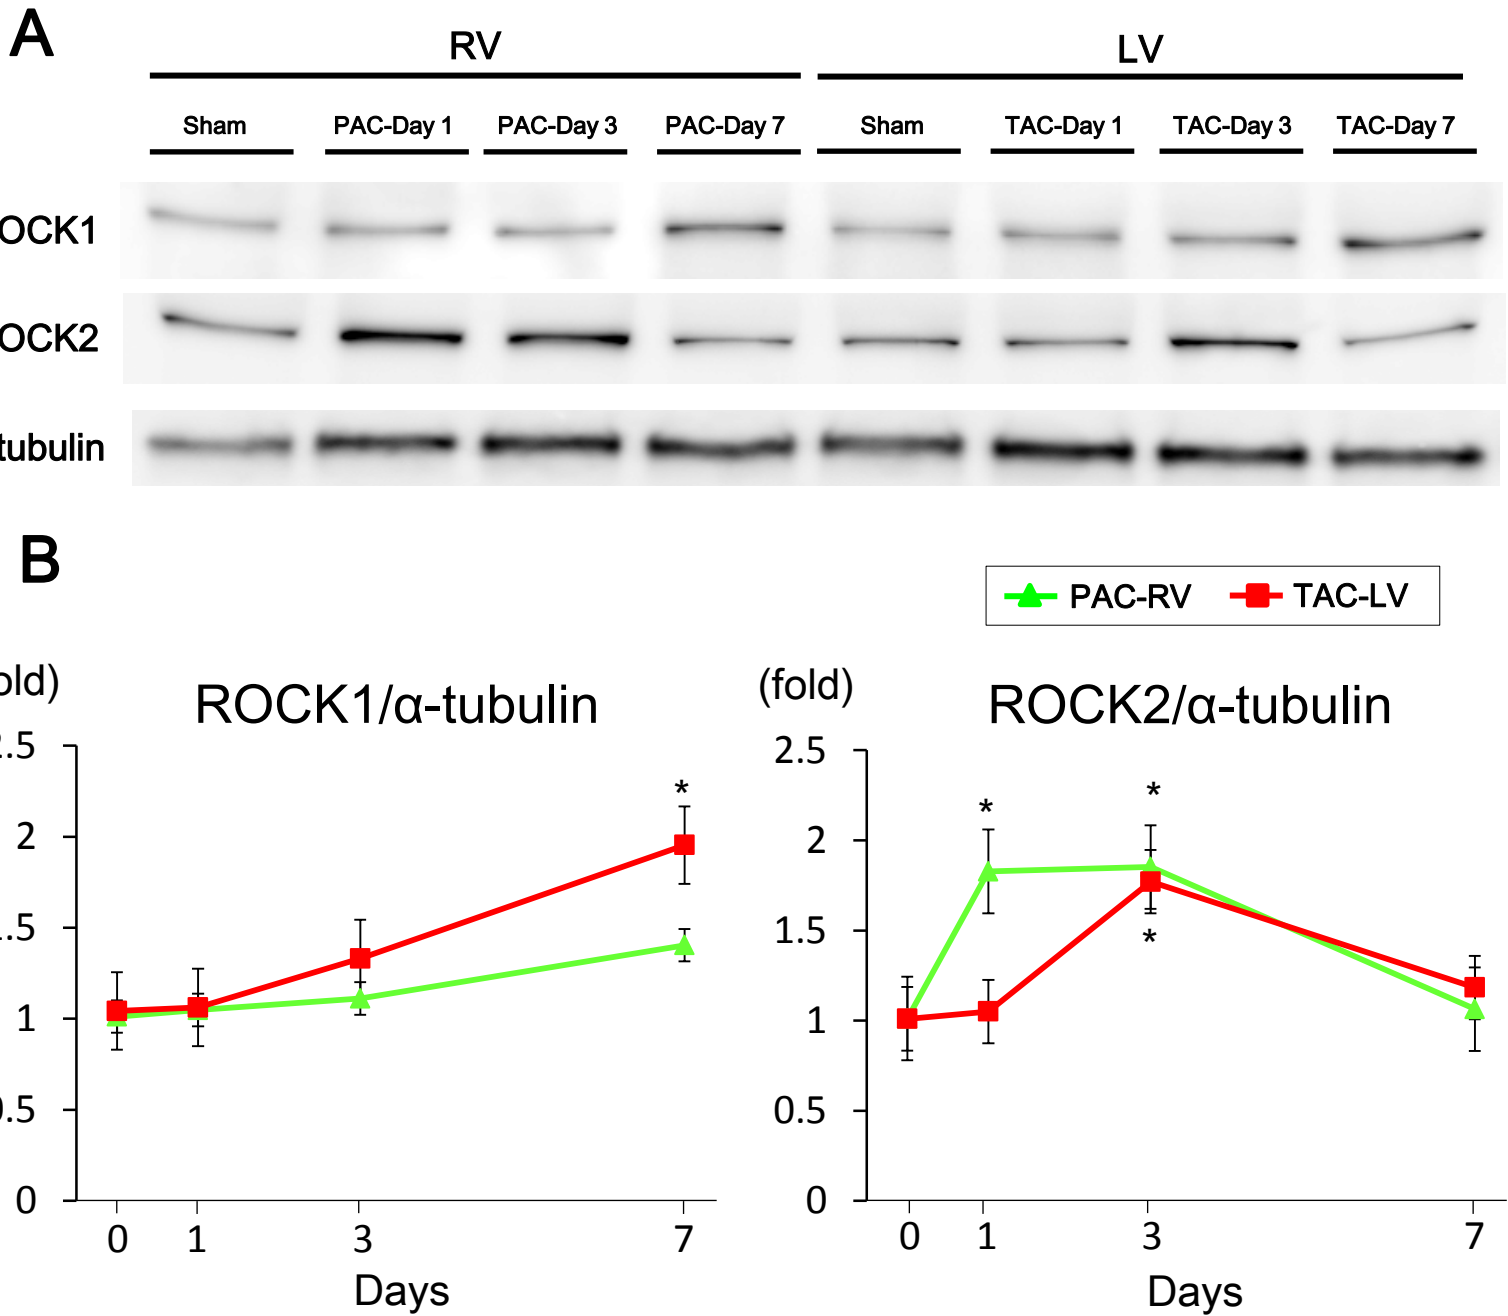 A
RV LV
Sham PAC-Day 1 PAC-Day 3 PAC-Day 7 Sham TAC-Day 1 TAC-Day 3 TAC-Day 7
OCK1
OCK2
tubulin
B
PAC-RV TAC-LV
old) ROCK1/α-tubulin
2.5
2
1.5
1
0.5
0
0 1 3 7
Days
*
(fold) ROCK2/α-tubulin
2.5
2
1.5
1
0.5
0
0 1 3 7
Days
* *
*